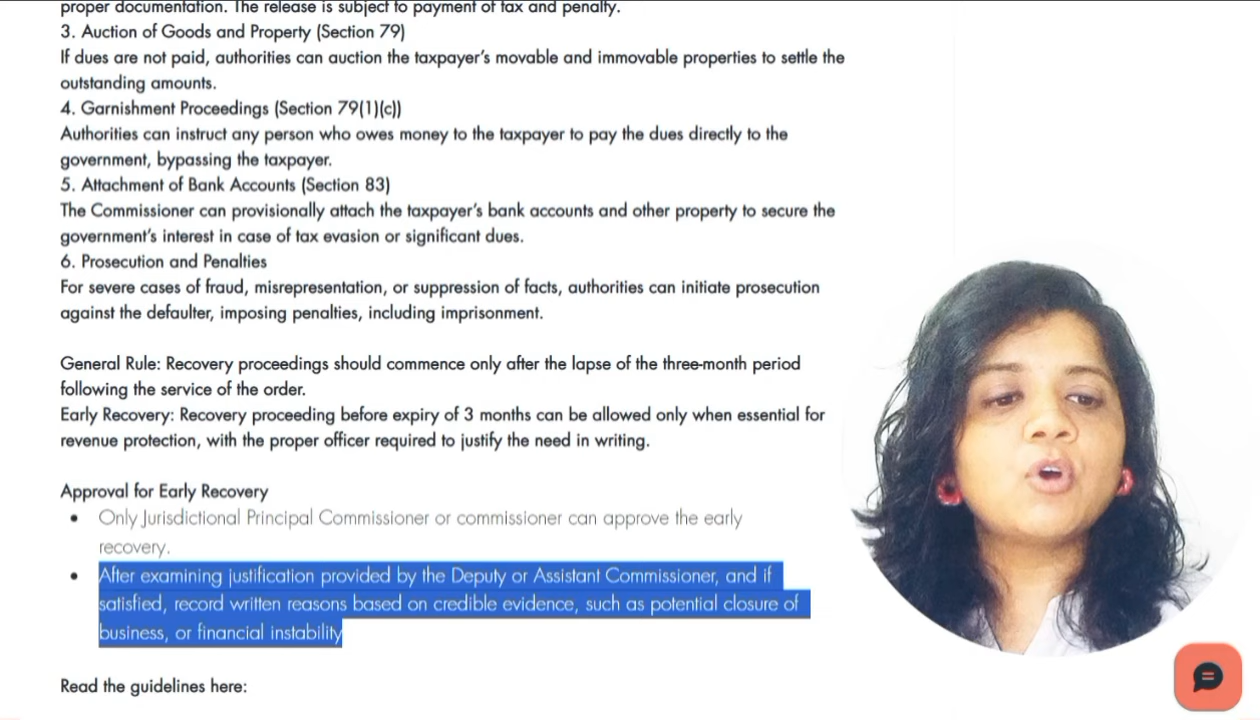 proper documentation. The release is subject to payment of tax and penalty.
3. Auction of Goods and Property (Section 79)
If dues are not paid, authorities can auction the taxpayer's movable and immovable properties to settle the
outstanding amounts.
4. Garnishment Proceedings (Section 79(1)(c))
Authorities can instruct any person who owes money to the taxpayer to pay the dues directly to the
government, bypassing the taxpayer.
5. Attachment of Bank Accounts (Section 83)
The Commissioner can provisionally attach the taxpayer's bank accounts and other property to secure the
government's interest in case of tax evasion or significant dues.
6. Prosecution and Penalties
For severe cases of fraud, misrepresentation, or suppression of facts, authorities can initiate prosecution
against the defaulter, imposing penalties, including imprisonment.
General Rule: Recovery proceedings should commence only after the lapse of the three-month period
following the service of the order.
Early Recovery: Recovery proceeding before expiry of 3 months can be allowed only when essential for
revenue protection, with the proper officer required to justify the need in writing.
Approval for Early Recovery
• Only Jurisdictional Principal Commissioner or commissioner can approve the early
recovery.
• After examining justification provided by the Deputy or Assistant Commissioner, and if
satisfied, record written reasons based on credible evidence, such as potential closure of
business, or financial instability
Read the guidelines here: